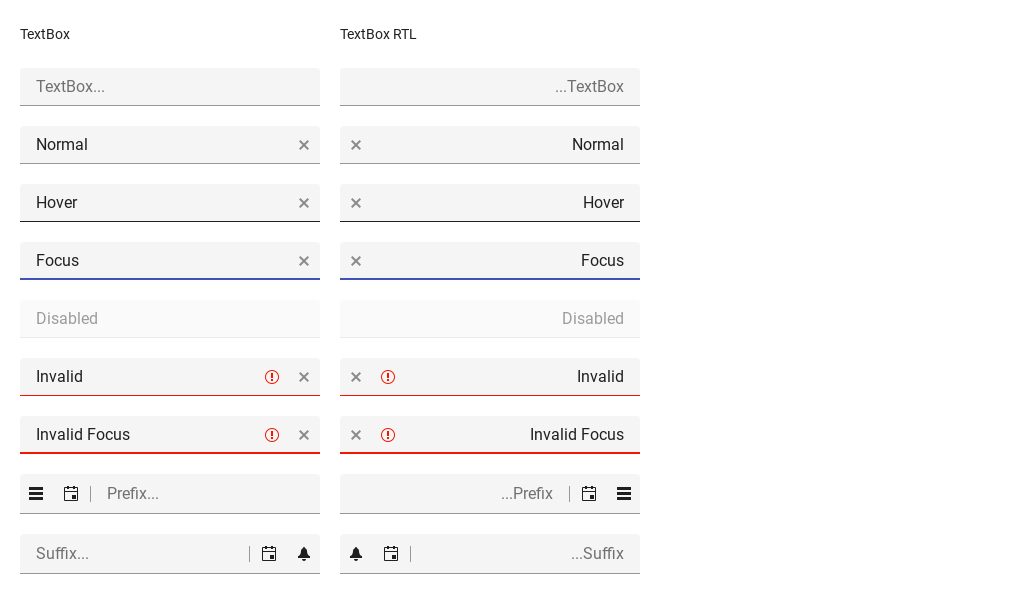 TextBox TextBox RTL
TextBox... ...TextBox
Normal Normal
Hover Hover
Focus Focus
Disabled Disabled
Invalid Invalid
Invalid Focus Invalid Focus
Prefix... ...Prefix
Suffix... ...Suffix